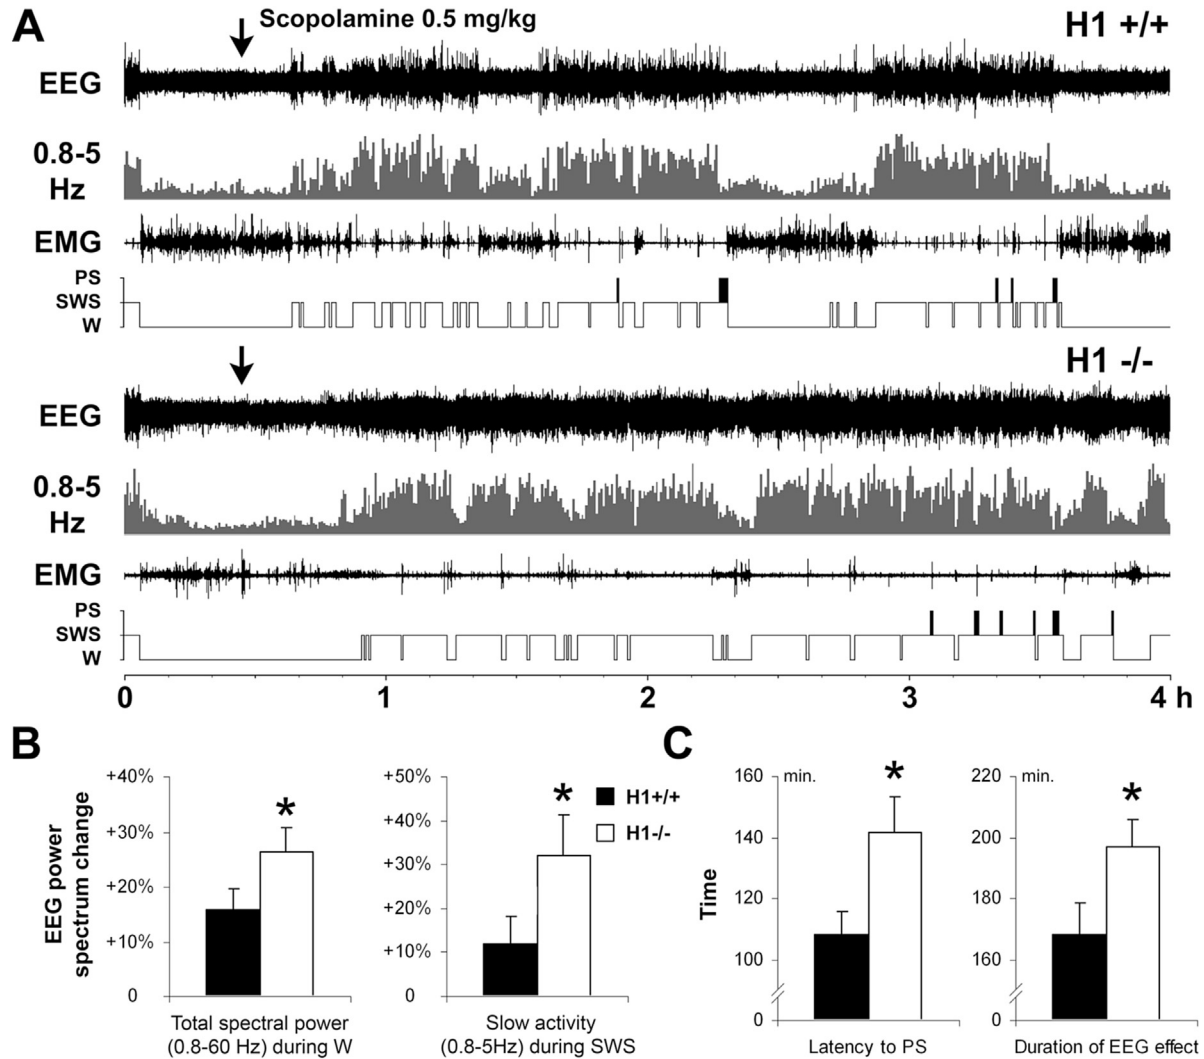 A
Scopolamine 0.5 mg/kg
H1 +/+
EEG
0.8-5
Hz
EMG
PS
SWS
W
H1 -/-
EEG
0.8-5
Hz
EMG
PS
SWS
W
0 1 2 3 4 h
B
EEG power
spectrum change
+40%
+30%
+20%
+10%
0
*
Total spectral power
(0.8-60 Hz) during W
+50%
+40%
+30%
+20%
+10%
0
*
Slow activity
(0.8-5Hz) during SWS
H1+/+
H1-/-
C
Time
160 min.
140
120
100
0
*
Latency to PS
220 min.
200
180
160
0
*
Duration of EEG effect